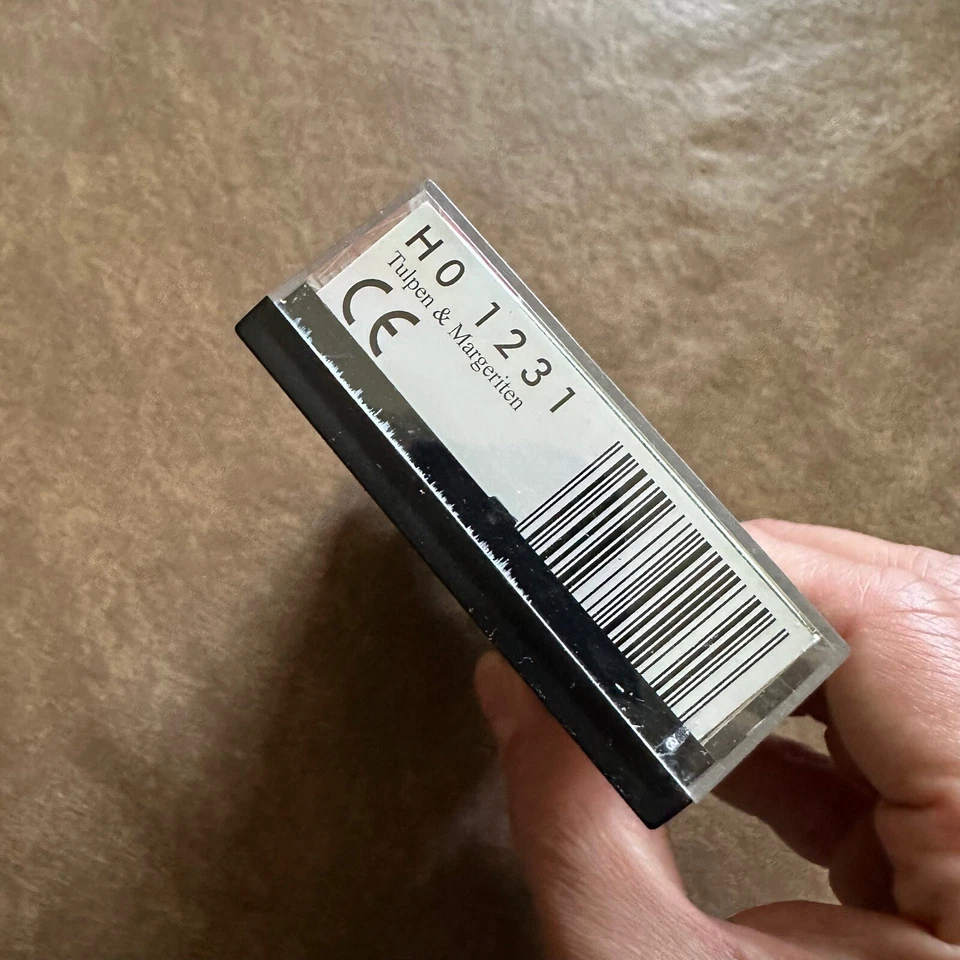 H0 1231
Tulpen & Margeriten
CE